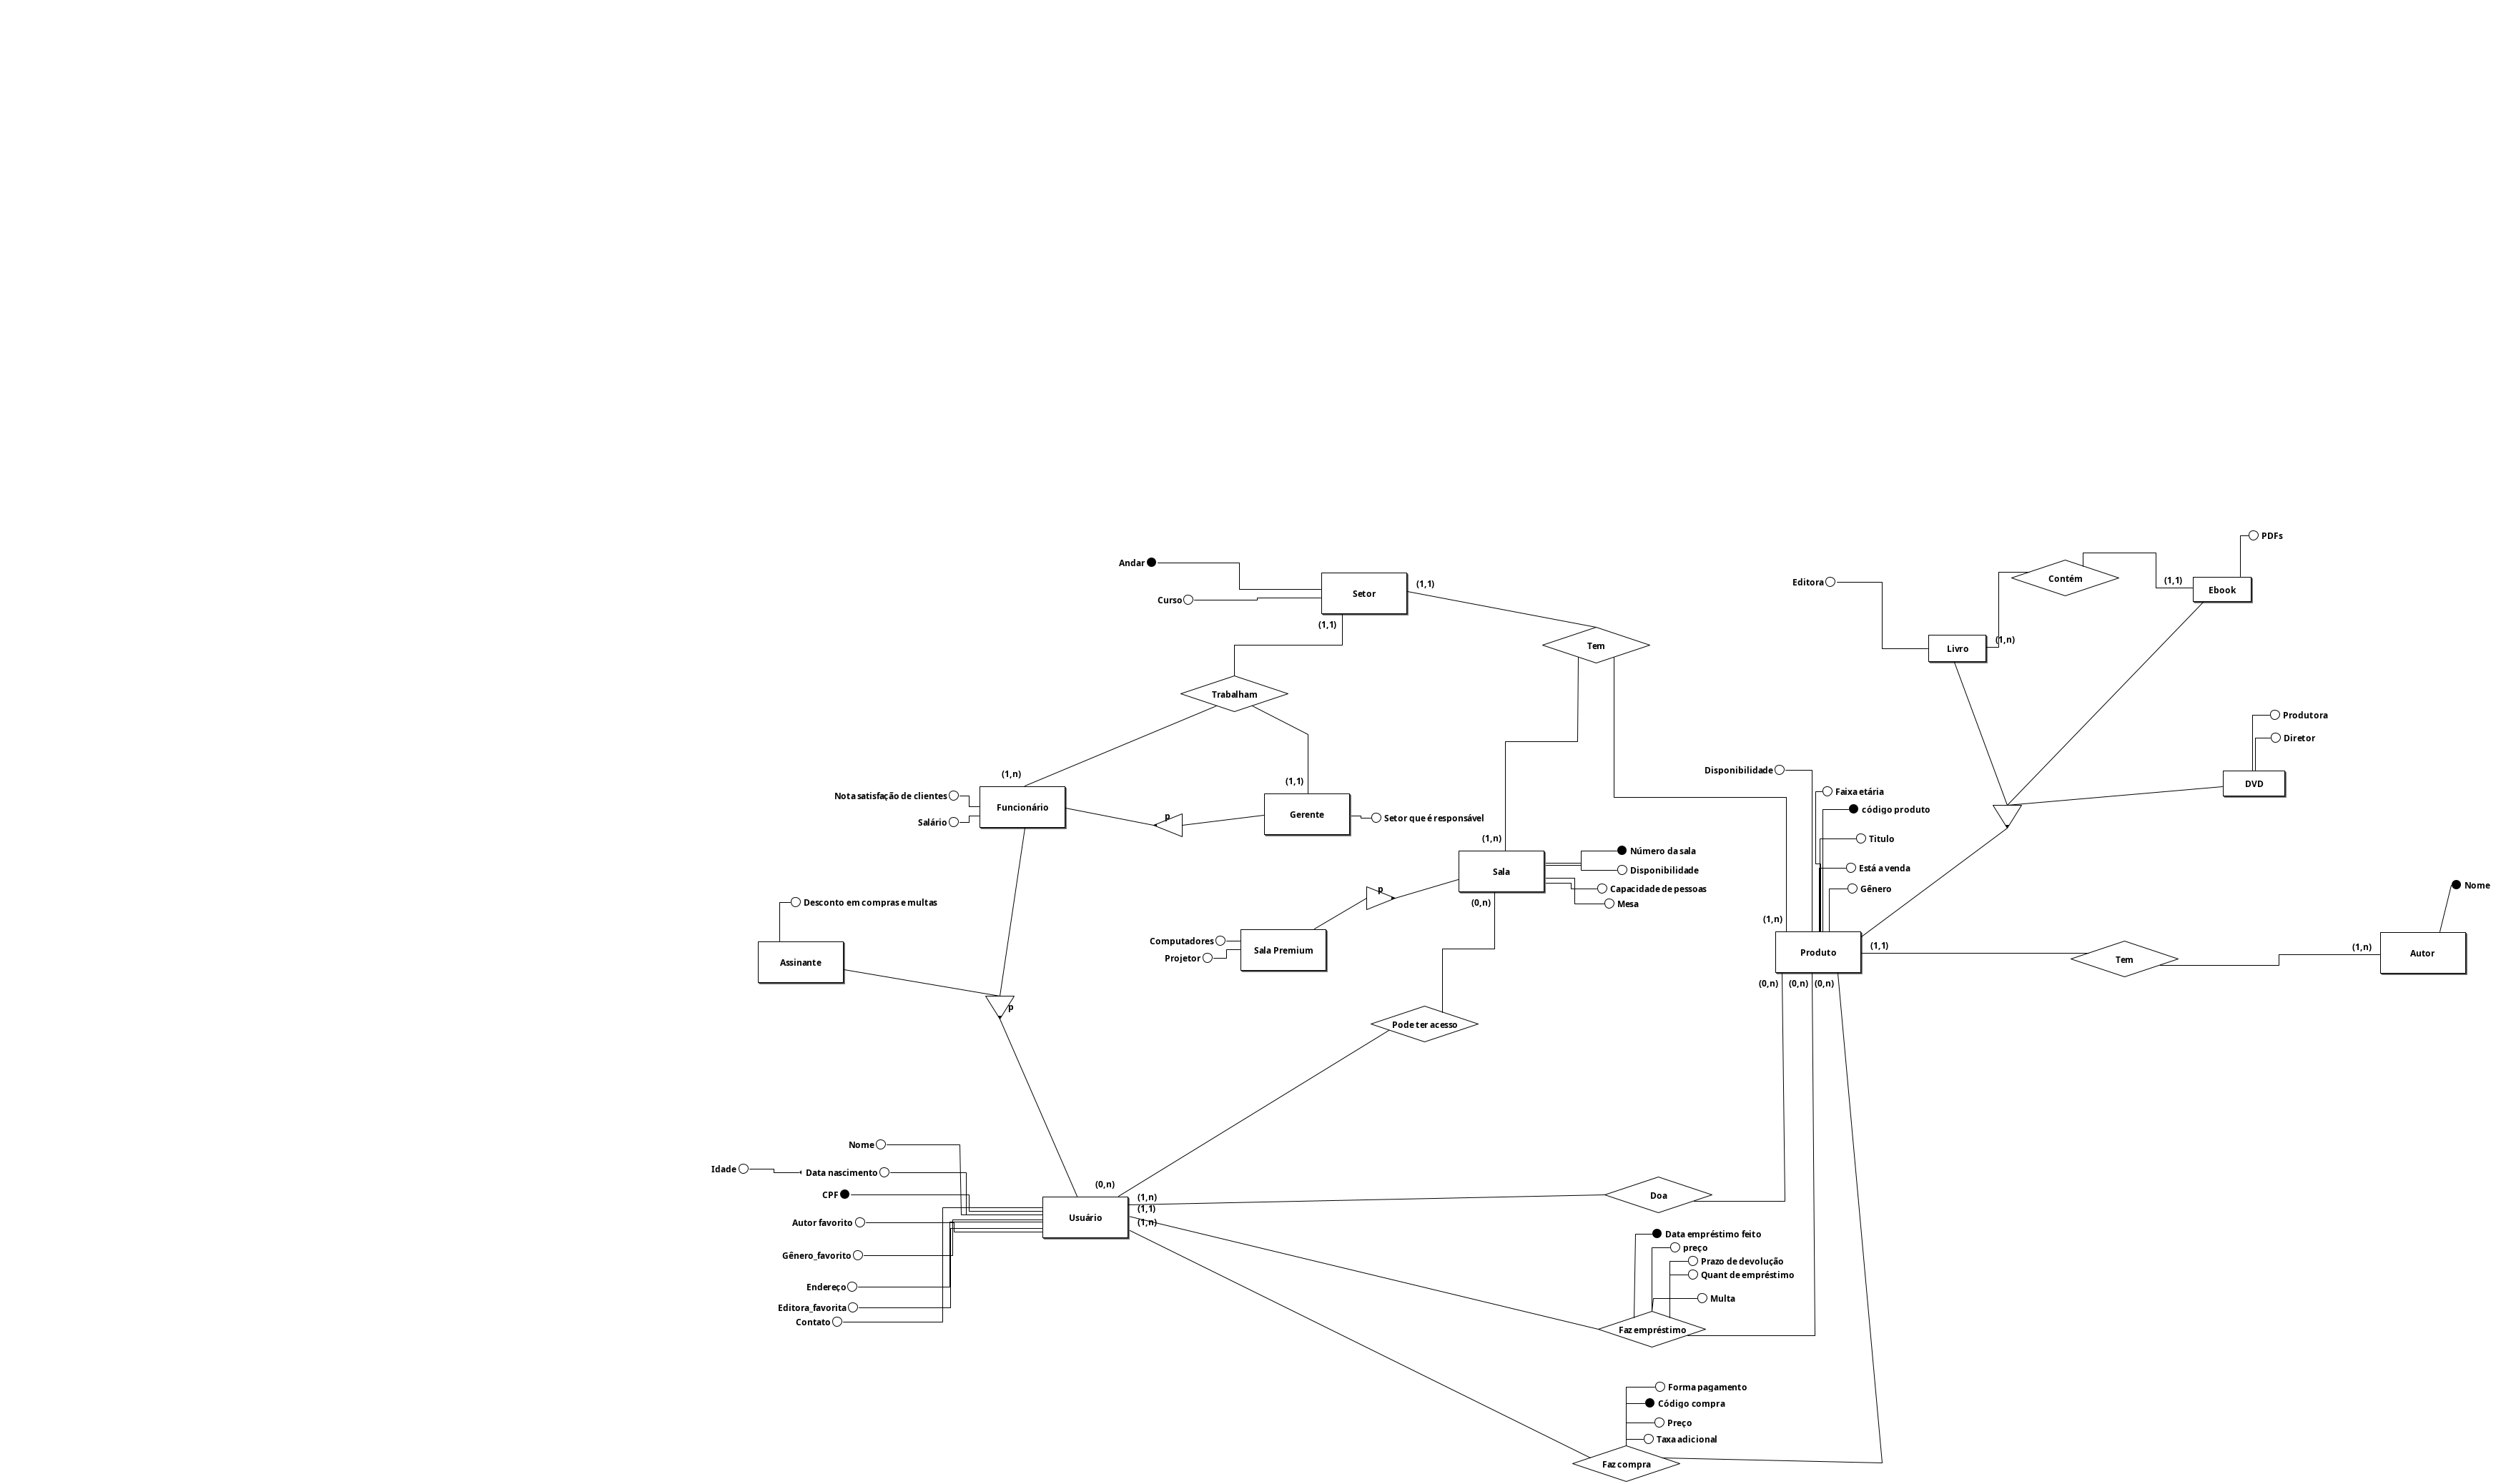 PDFs
Andar
Setor
(1,1)
Contém
(1,1)
Ebook
Editora
Curso
(1,1)
(1,n)
Tem
Livro
Trabalham
Produtora
Diretor
(1,n)
(1,1)
Disponibilidade
DVD
Nota satisfação de clientes
Funcionário
Faixa etária
código produto
Salário
p
Gerente
Setor que é responsável
(1,n)
Titulo
Número da sala
Sala
Disponibilidade
Está a venda
p
Capacidade de pessoas
Gênero
Nome
Desconto em compras e multas
(0,n)
Mesa
(1,n)
Computadores
Sala Premium
Projetor
Produto
(1,1)
Tem
(1,n)
Autor
Assinante
(0,n)
(0,n)
(0,n)
p
Pode ter acesso
Nome
Idade
Data nascimento
(0,n)
CPF
(1,n)
Doa
(1,1)
Usuário
(1,n)
Autor favorito
Data empréstimo feito
preço
Gênero_favorito
Prazo de devolução
Quant de empréstimo
Endereço
Multa
Editora_favorita
Contato
Faz empréstimo
Forma pagamento
Código compra
Preço
Taxa adicional
Faz compra